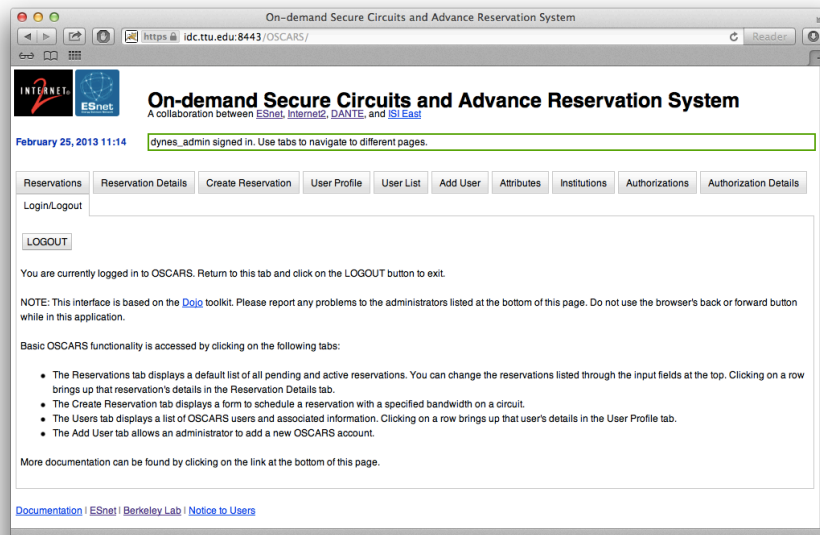 On-demand Secure Circuits and Advance Reservation System
https idc.ttu.edu:8443/OSCARS/
Reader
INTERNET
2
ESnet
On-demand Secure Circuits and Advance Reservation System
A collaboration between ESnet, Internet2, DANTE, and ISI East
February 25, 2013 11:14
dynes_admin signed in. Use tabs to navigate to different pages.
Reservations Reservation Details Create Reservation User Profile User List Add User Attributes Institutions Authorizations Authorization Details
Login/Logout
LOGOUT
You are currently logged in to OSCARS. Return to this tab and click on the LOGOUT button to exit.
NOTE: This interface is based on the Dojo toolkit. Please report any problems to the administrators listed at the bottom of this page. Do not use the browser's back or forward button
while in this application.
Basic OSCARS functionality is accessed by clicking on the following tabs:
• The Reservations tab displays a default list of all pending and active reservations. You can change the reservations listed through the input fields at the top. Clicking on a row
brings up that reservation's details in the Reservation Details tab.
• The Create Reservation tab displays a form to schedule a reservation with a specified bandwidth on a circuit.
• The Users tab displays a list of OSCARS users and associated information. Clicking on a row brings up that user's details in the User Profile tab.
• The Add User tab allows an administrator to add a new OSCARS account.
More documentation can be found by clicking on the link at the bottom of this page.
Documentation | ESnet | Berkeley Lab | Notice to Users